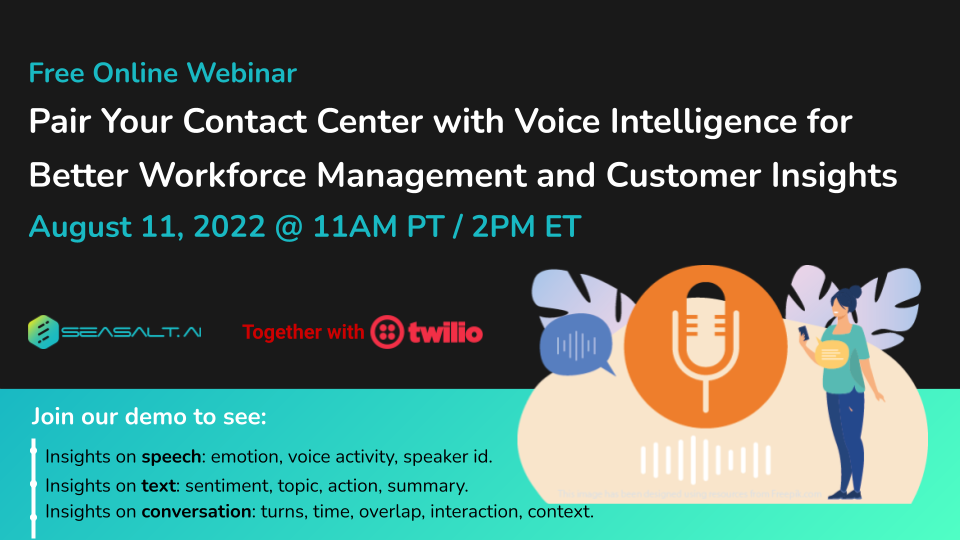 Free Online Webinar
Pair Your Contact Center with Voice Intelligence for
Better Workforce Management and Customer Insights
August 11, 2022 @ 11AM PT / 2PM ET
SEASALT.AI
Together with twilio
Join our demo to see:
Insights on speech: emotion, voice activity, speaker id.
Insights on text: sentiment, topic, action, summary.
Insights on conversation: turns, time, overlap, interaction, context.